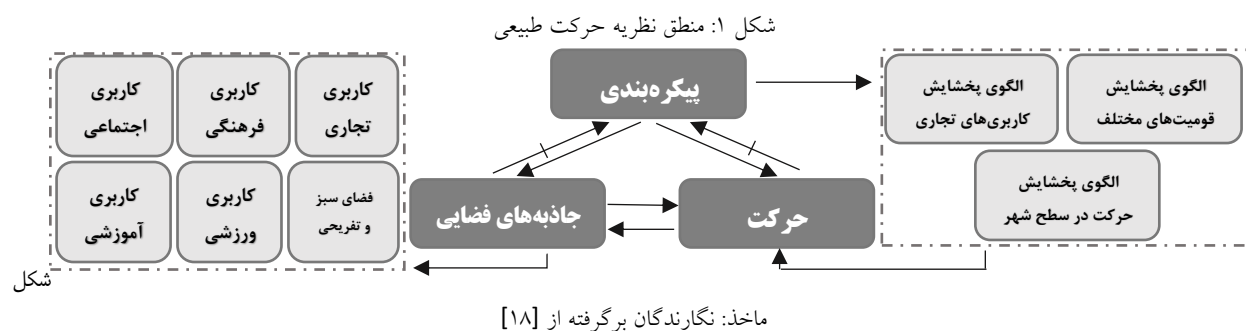 شکل ۱: منطق نظریه حرکت طبیعی
پیکره‌بندی
الگوی پخشایش
قومیت‌های مختلف
الگوی پخشایش
کاربری‌های تجاری
الگوی پخشایش
حرکت در سطح شهر
حرکت
جاذبه‌های فضایی
کاربری
تجاری
کاربری
فرهنگی
کاربری
اجتماعی
فضای سبز
و تفریحی
کاربری
ورزشی
کاربری
آموزشی
شکل
ماخذ: نگارندگان برگرفته از [۱۸]